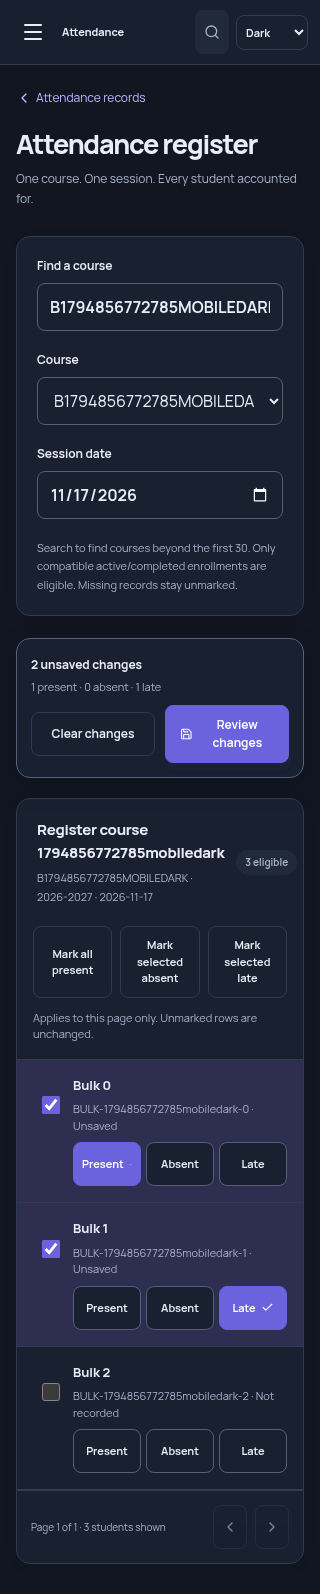 Attendance
Dark
Attendance records
Attendance register
One course. One session. Every student accounted
for.
Find a course
B1794856772785MOBILEDARK
Course
B1794856772785MOBILEDA
Session date
11/17/2026
Search to find courses beyond the first 30. Only
compatible active/completed enrollments are
eligible. Missing records stay unmarked.
2 unsaved changes
1 present · 0 absent · 1 late
Clear changes
Review
changes
Register course
1794856772785mobiledark
3 eligible
B1794856772785MOBILEDARK ·
2026-2027 · 2026-11-17
Mark all
present
Mark
selected
absent
Mark
selected
late
Applies to this page only. Unmarked rows are
unchanged.
Bulk 0
BULK-1794856772785mobiledark-0 ·
Unsaved
Present
Absent
Late
Bulk 1
BULK-1794856772785mobiledark-1 ·
Unsaved
Present
Absent
Late
Bulk 2
BULK-1794856772785mobiledark-2 · Not
recorded
Present
Absent
Late
Page 1 of 1 · 3 students shown